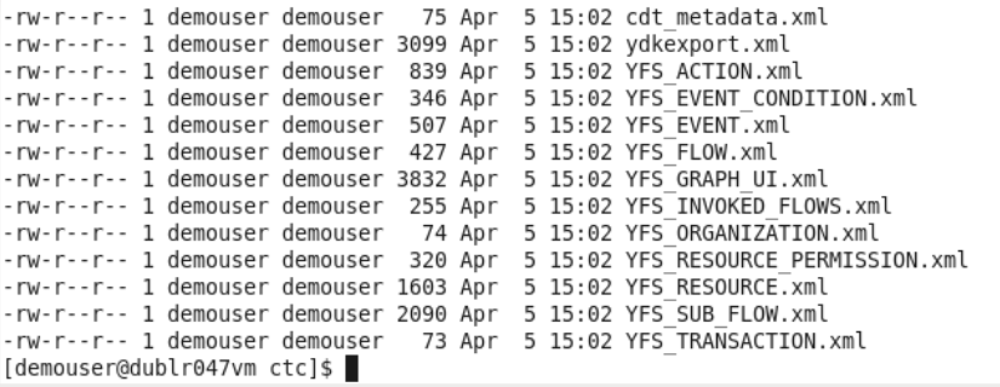 -rw-r--r-- 1 demouser demouser   75 Apr  5 15:02 cdt_metadata.xml
-rw-r--r-- 1 demouser demouser 3099 Apr  5 15:02 ydkexport.xml
-rw-r--r-- 1 demouser demouser  839 Apr  5 15:02 YFS_ACTION.xml
-rw-r--r-- 1 demouser demouser  346 Apr  5 15:02 YFS_EVENT_CONDITION.xml
-rw-r--r-- 1 demouser demouser  507 Apr  5 15:02 YFS_EVENT.xml
-rw-r--r-- 1 demouser demouser  427 Apr  5 15:02 YFS_FLOW.xml
-rw-r--r-- 1 demouser demouser 3832 Apr  5 15:02 YFS_GRAPH_UI.xml
-rw-r--r-- 1 demouser demouser  255 Apr  5 15:02 YFS_INVOKED_FLOWS.xml
-rw-r--r-- 1 demouser demouser   74 Apr  5 15:02 YFS_ORGANIZATION.xml
-rw-r--r-- 1 demouser demouser  320 Apr  5 15:02 YFS_RESOURCE_PERMISSION.xml
-rw-r--r-- 1 demouser demouser 1603 Apr  5 15:02 YFS_RESOURCE.xml
-rw-r--r-- 1 demouser demouser 2090 Apr  5 15:02 YFS_SUB_FLOW.xml
-rw-r--r-- 1 demouser demouser   73 Apr  5 15:02 YFS_TRANSACTION.xml
[demouser@dublr047vm ctc]$